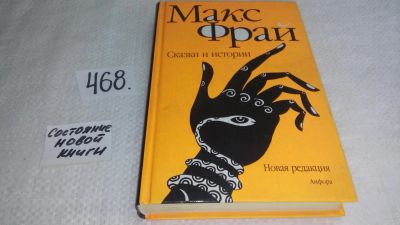 468.
Состояние
новой
книги
Макс
Фрай
Сказки и истории
Новая редакция
Амфора